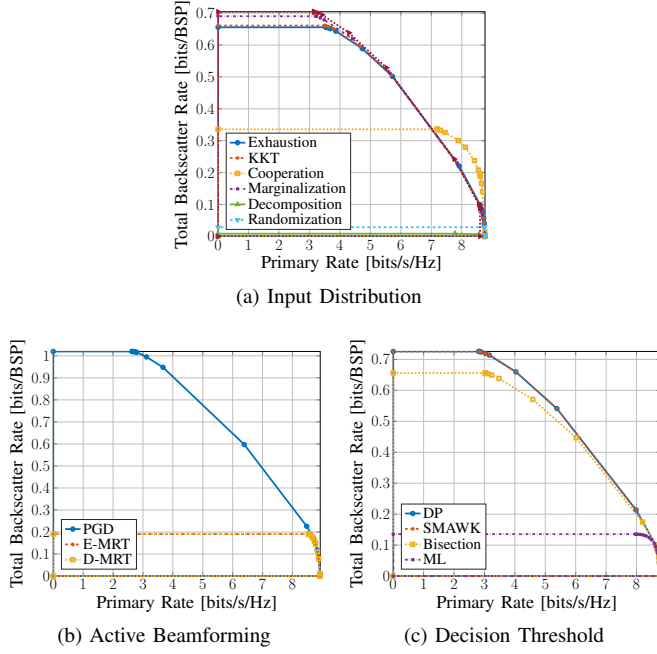 0.7
0.6
0.5
0.4
0.3
0.2
0.1
0
Total Backscatter Rate [bits/BSP]
Exhaustion
KKT
Cooperation
Marginalization
Decomposition
Randomization
0 1 2 3 4 5 6 7 8
Primary Rate [bits/s/Hz]
(a) Input Distribution
1
0.9
0.8
0.7
0.6
0.5
0.4
0.3
0.2
0.1
0
Total Backscatter Rate [bits/BSP]
PGD
E-MRT
D-MRT
0 1 2 3 4 5 6 7 8
Primary Rate [bits/s/Hz]
(b) Active Beamforming
0.7
0.6
0.5
0.4
0.3
0.2
0.1
0
Total Backscatter Rate [bits/BSP]
DP
SMAWK
Bisection
ML
0 1 2 3 4 5 6 7 8
Primary Rate [bits/s/Hz]
(c) Decision Threshold